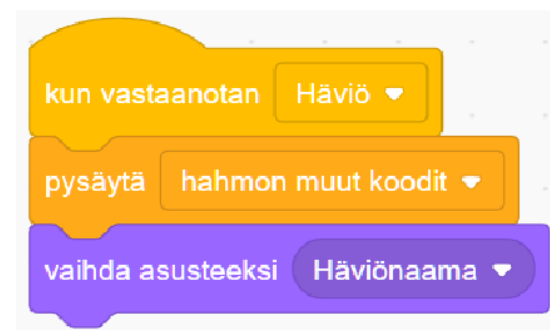 kun vastaanotan Häviö
pysäytä hahmon muut koodit
vaihda asusteeksi Häviönaama